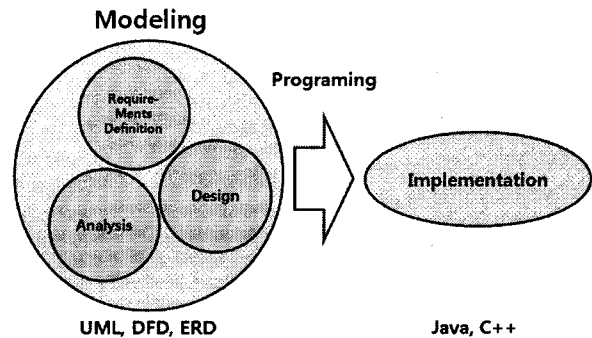 Modeling
Programing
Require-
Ments
Definition
Design
Analysis
Implementation
UML, DFD, ERD
Java, C++